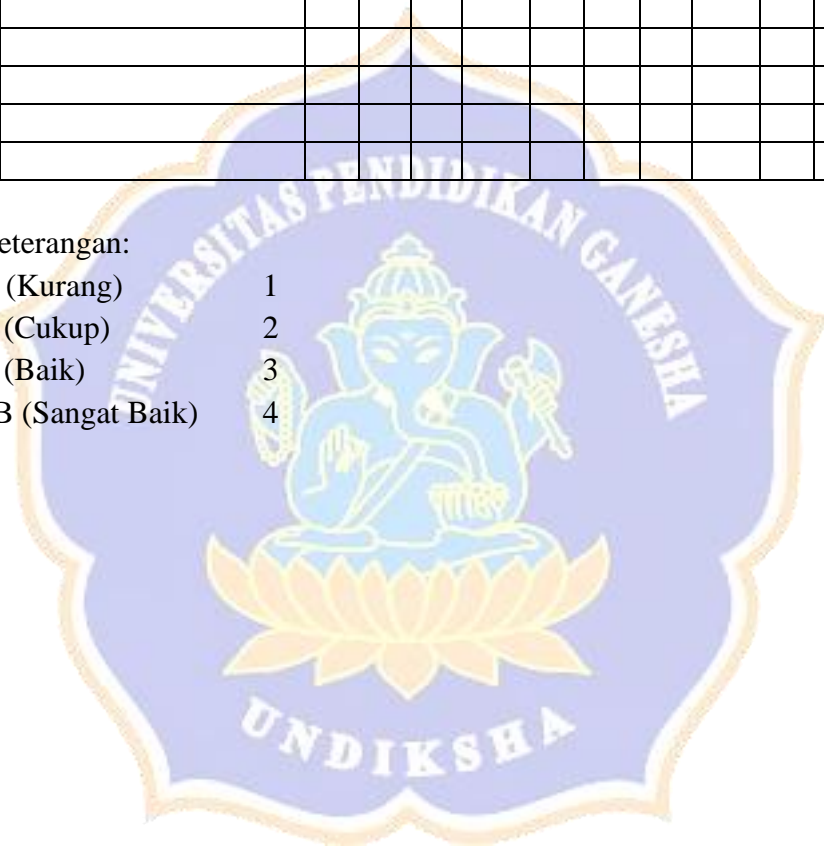 eterangan:
(Kurang) 1
(Cukup) 2
(Baik) 3
B (Sangat Baik) 4
UNIVERSITAS PENDIDIKAN GANESHA
UNDIKSHA